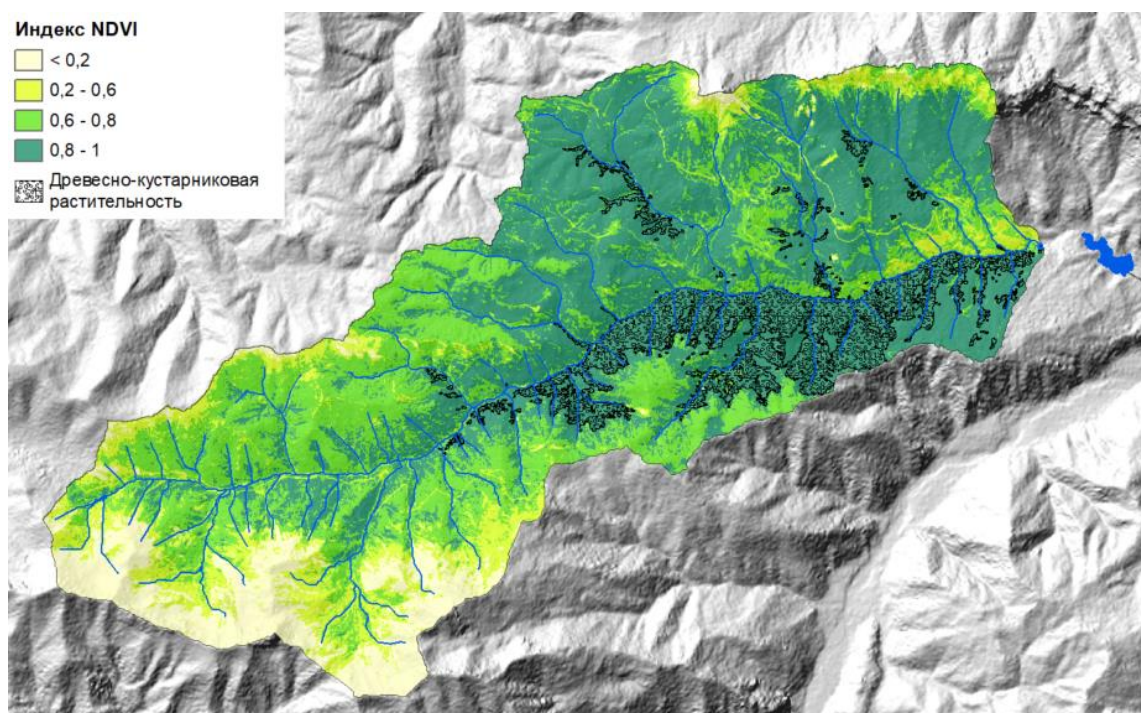 Индекс NDVI
< 0,2
0,2 - 0,6
0,6 - 0,8
0,8 - 1
Древесно-кустарниковая
растительность